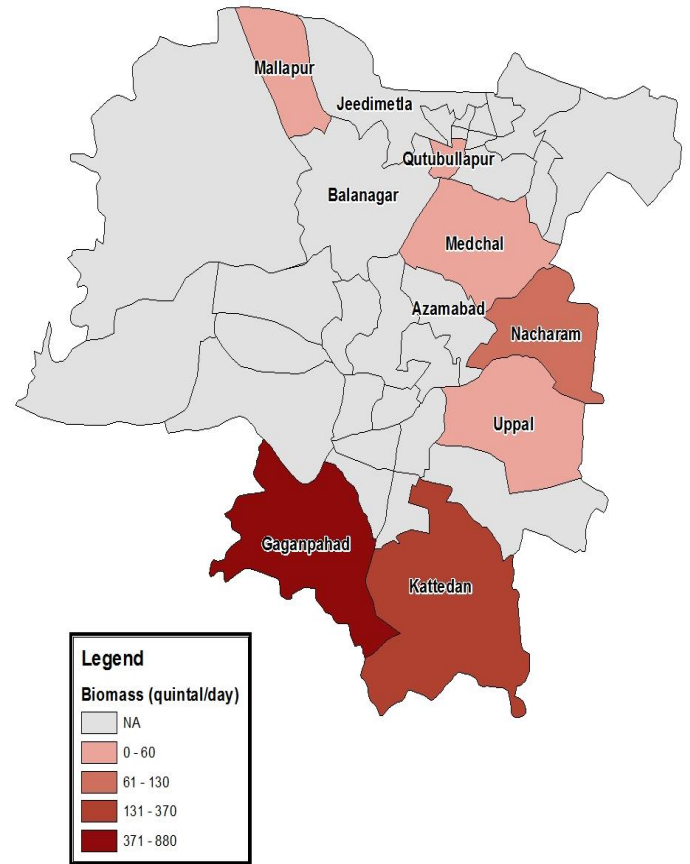 Mallapur
Jeedimetla
Qutubullapur
Balanagar
Medchal
Azamabad
Nacharam
Uppal
Gaganpahad
Kattedan
Legend
Biomass (quintal/day)
NA
0 - 60
61 - 130
131 - 370
371 - 880